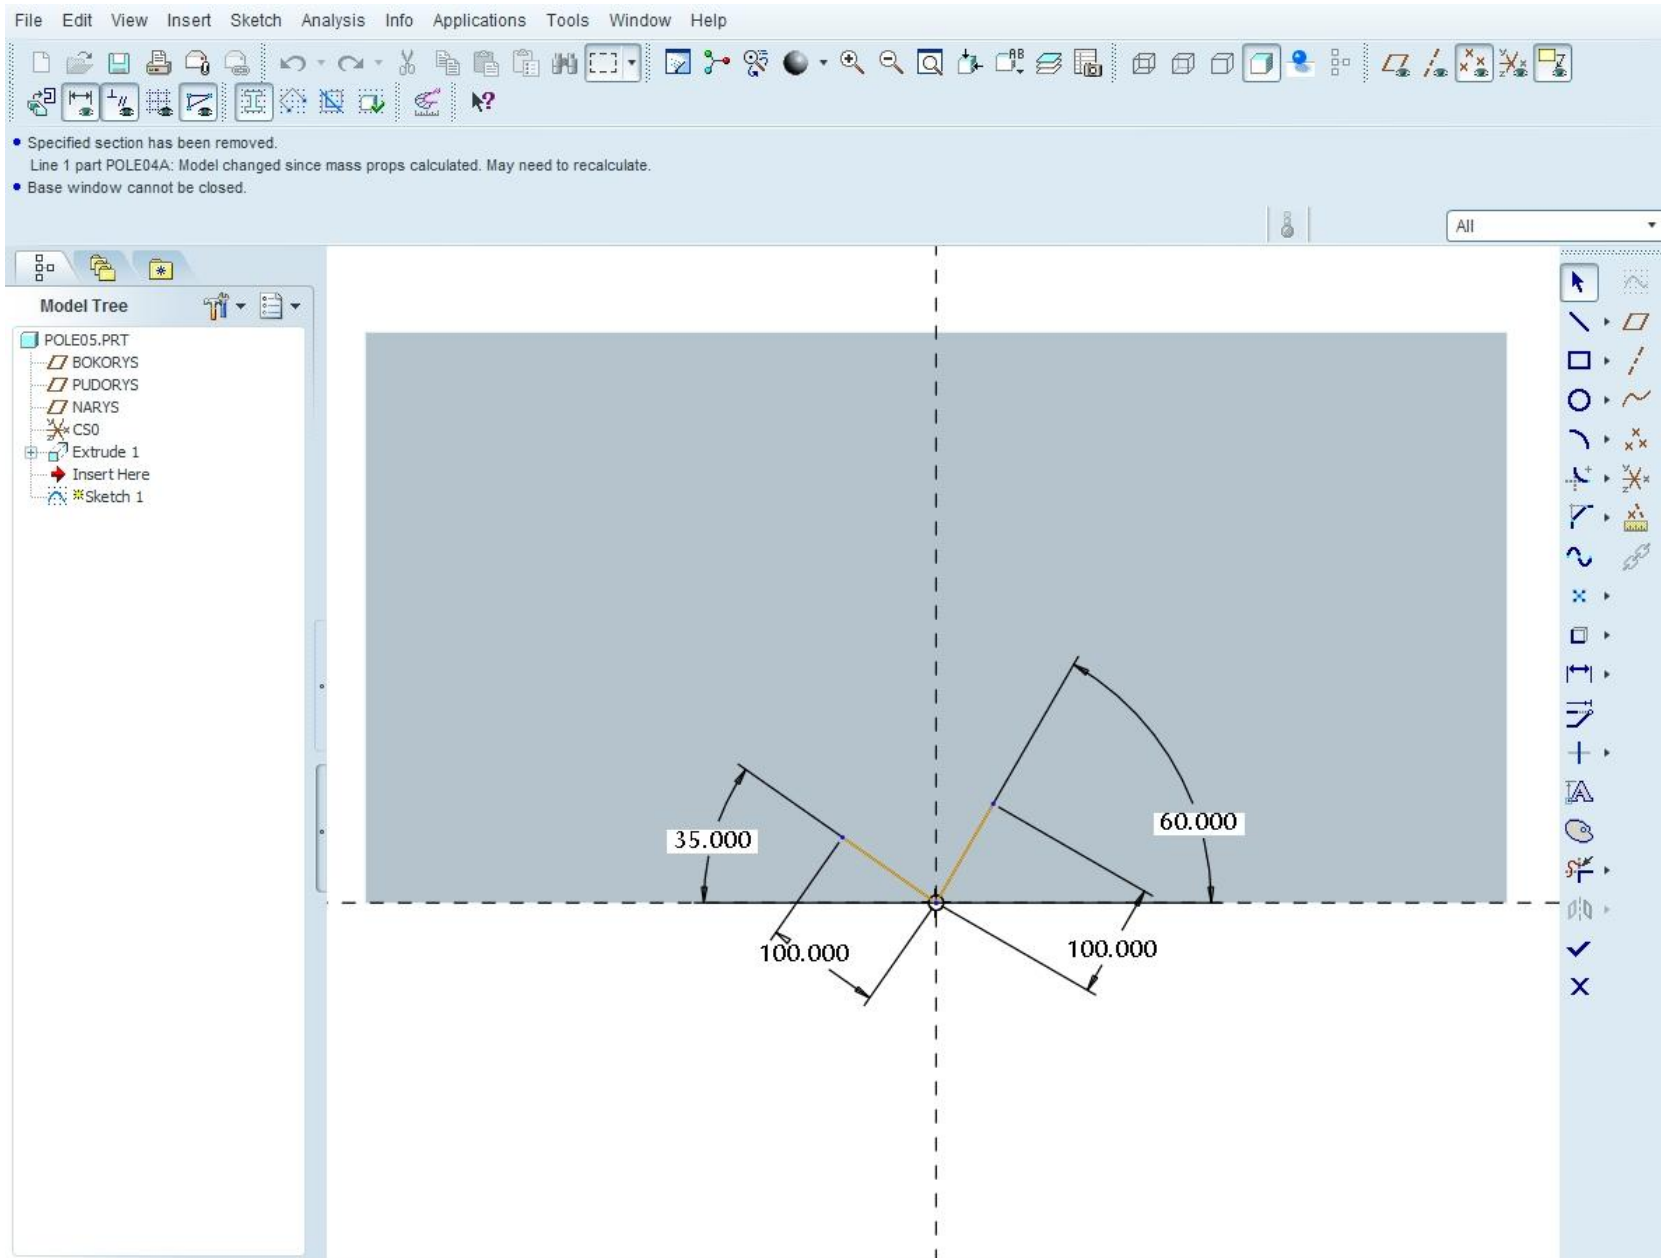 File Edit View Insert Sketch Analysis Info Applications Tools Window Help
Specified section has been removed.
Line 1 part POLE04A: Model changed since mass props calculated. May need to recalculate.
Base window cannot be closed.
All
Model Tree
POLE05.PRT
BOKORYS
PUDORYS
NARYS
CS0
Extrude 1
Insert Here
Sketch 1
35.000
60.000
100.000
100.000